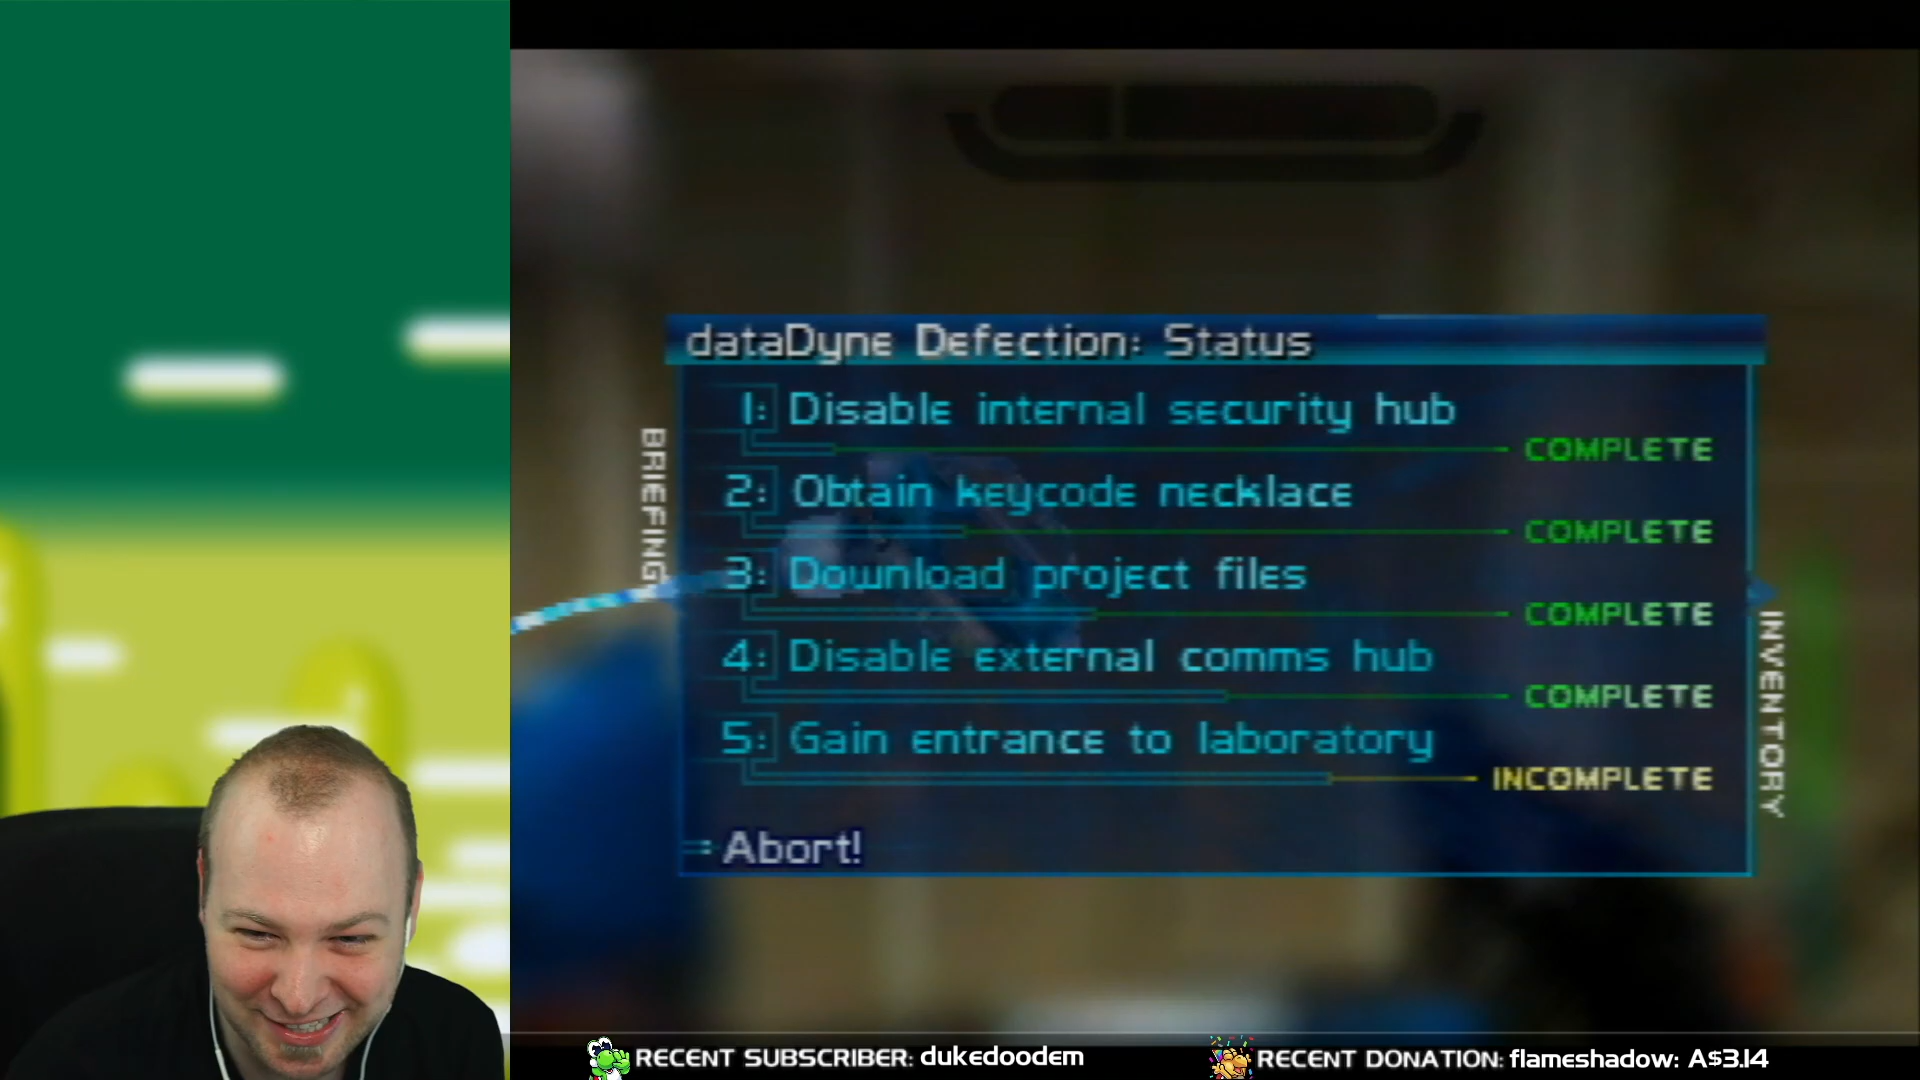 dataDyne Defection: Status
1: Disable internal security hub
COMPLETE
2: Obtain keycode necklace
COMPLETE
3: Download project files
COMPLETE
4: Disable external comms hub
COMPLETE
5: Gain entrance to laboratory
INCOMPLETE
Abort!
BRIEFING
INVENTORY
RECENT SUBSCRIBER: dukedoodem
RECENT DONATION: flameshadow: A$3.14